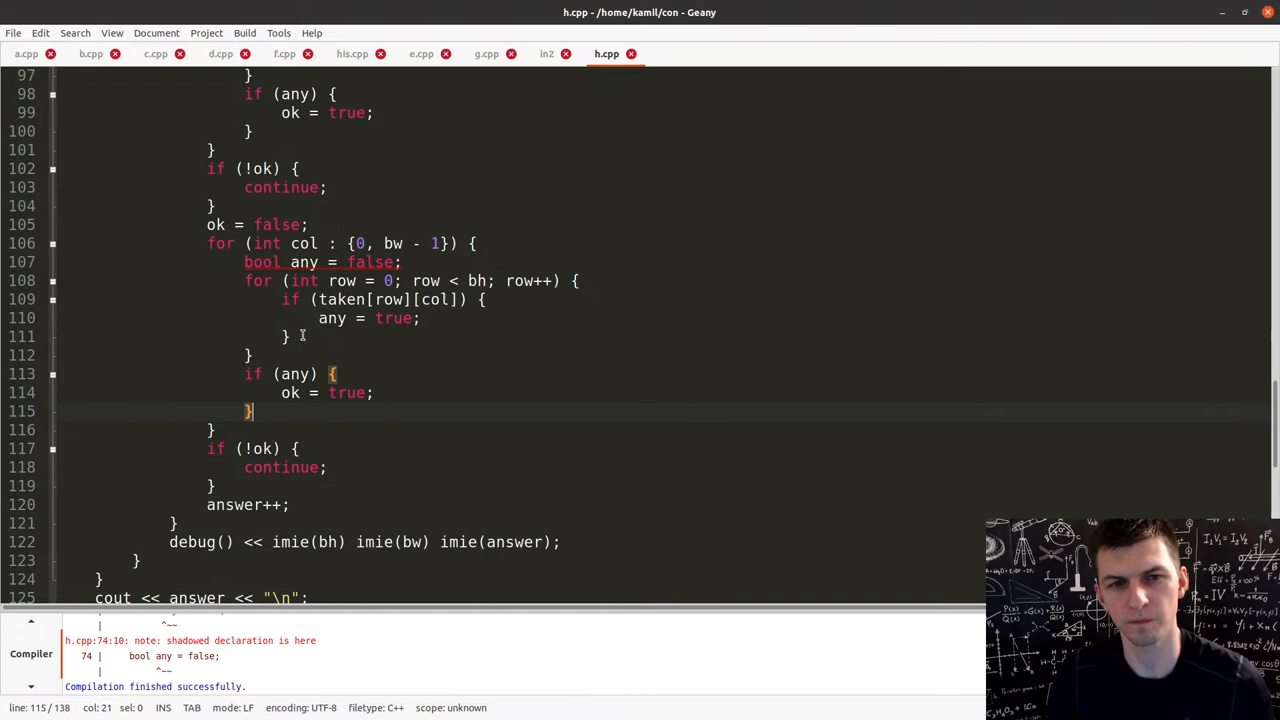 h.cpp - /home/kamil/con - Geany
File Edit Search View Document Project Build Tools Help
a.cpp b.cpp c.cpp d.cpp f.cpp his.cpp e.cpp g.cpp in2 h.cpp
97 }
98 if (any) {
99 ok = true;
100 }
101 }
102 if (!ok) {
103 continue;
104 }
105 ok = false;
106 for (int col : {0, bw - 1}) {
107 bool any = false;
108 for (int row = 0; row < bh; row++) {
109 if (taken[row][col]) {
110 any = true;
111 }
112 }
113 if (any) {
114 ok = true;
115 }
116 }
117 if (!ok) {
118 continue;
119 }
120 answer++;
121 }
122 debug() << imie(bh) imie(bw) imie(answer);
123 }
124 }
125 cout << answer << "\n";
| ^~~
h.cpp:74:10: note: shadowed declaration is here
74 | bool any = false;
| ^~~
Compiler
Compilation finished successfully.
line: 115 / 138 col: 21 sel: 0 INS TAB mode: LF encoding: UTF-8 filetype: C++ scope: unknown